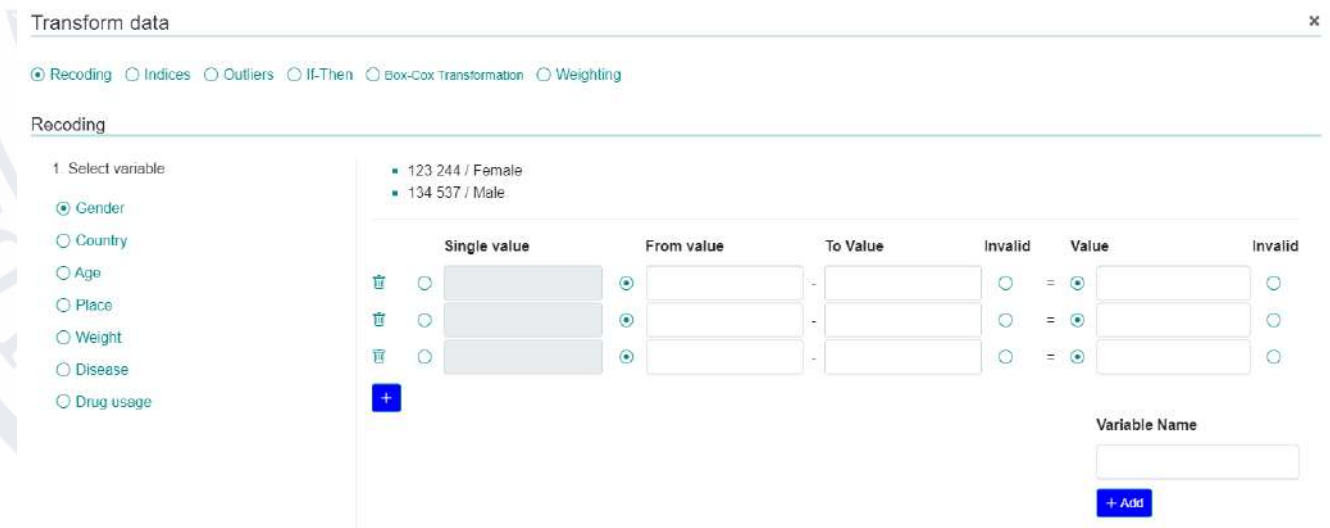 Transform data ×
Recoding Indices Outliers If-Then Box-Cox Transformation Weighting
Recoding
1 Select variable
Gender
Country
Age
Place
Weight
Disease
Drug usage
123 244 / Female
134 537 / Male
Single value From value To Value Invalid Value Invalid
- =
- =
- =
+
Variable Name
+ Add